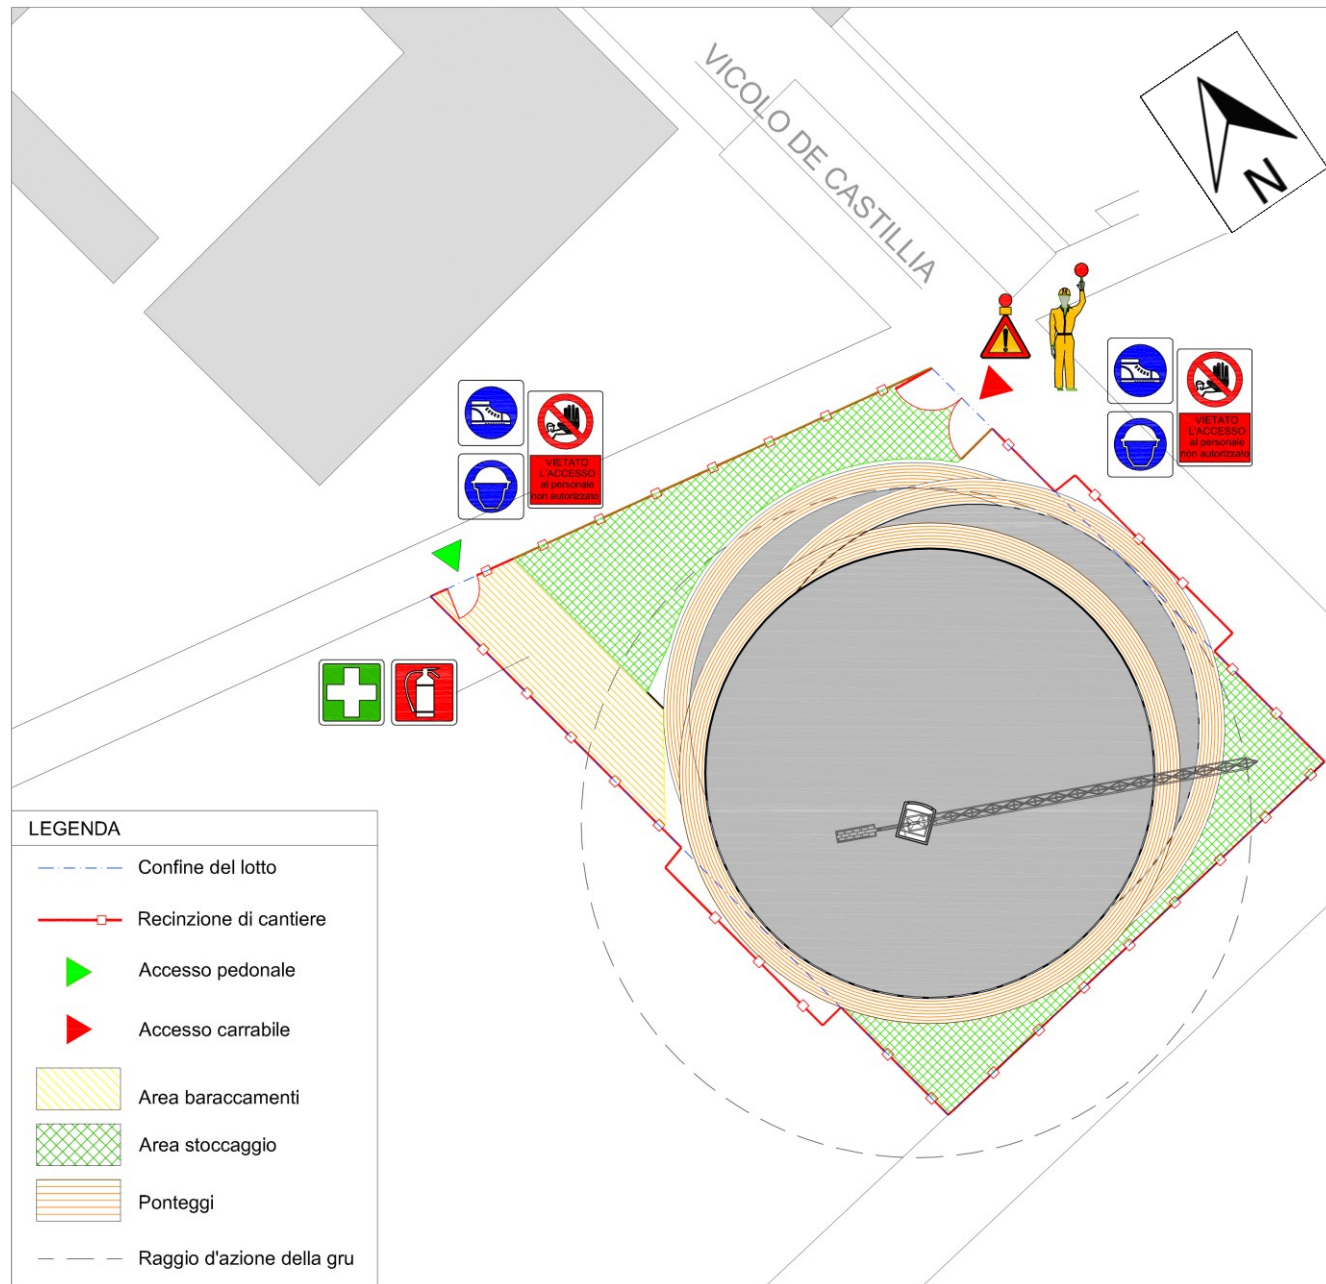 VICOLO DE CASTILLIA
N
VIETATO
L'ACCESSO
al personale
non autorizzato
VIETATO
L'ACCESSO
al personale
non autorizzato
LEGENDA
Confine del lotto
Recinzione di cantiere
Accesso pedonale
Accesso carrabile
Area baraccamenti
Area stoccaggio
Ponteggi
Raggio d'azione della gru